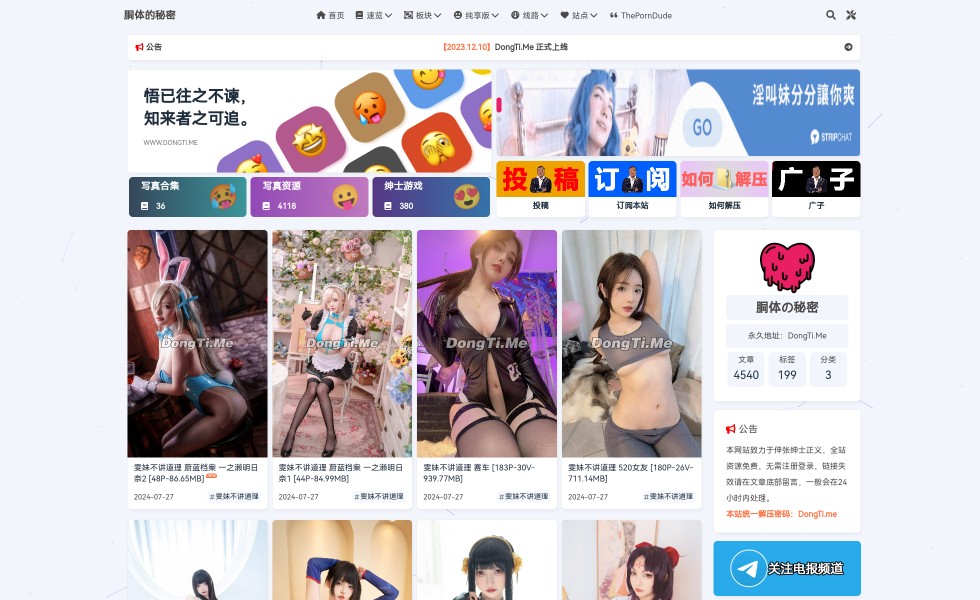 胴体的秘密
首页 速览 板块 纯享版 线路 站点 ThePornDude
公告
【2023.12.10】DongTi.Me 正式上线
悟已往之不谏，
知来者之可追。
WWW.DONGTI.ME
淫叫妹分分讓你爽
GO
STRIPCHAT
写真合集
36
写真资源
4118
绅士游戏
380
投稿
订阅
如何解压
广子
投稿
订阅本站
如何解压
广子
DongTi.Me
DongTi.Me
DongTi.Me
DongTi.Me
雯妹不讲道理 蔚蓝档案 一之濑明日
奈2 [48P-86.65MB]
2024-07-27
#雯妹不讲道理
雯妹不讲道理 蔚蓝档案 一之濑明日
奈1 [44P-84.99MB]
2024-07-27
#雯妹不讲道理
雯妹不讲道理 赛车 [183P-30V-
939.77MB]
2024-07-27
#雯妹不讲道理
雯妹不讲道理 520女友 [180P-26V-
711.14MB]
2024-07-27
#雯妹不讲道理
胴体の秘密
永久地址：DongTi.Me
文章 标签 分类
4540 199 3
公告
本网站致力于伸张绅士正义，全站
资源免费，无需注册登录，链接失
效请在文章底部留言，一般会在24
小时内处理。
本站统一解压密码：DongTi.me
关注电报频道